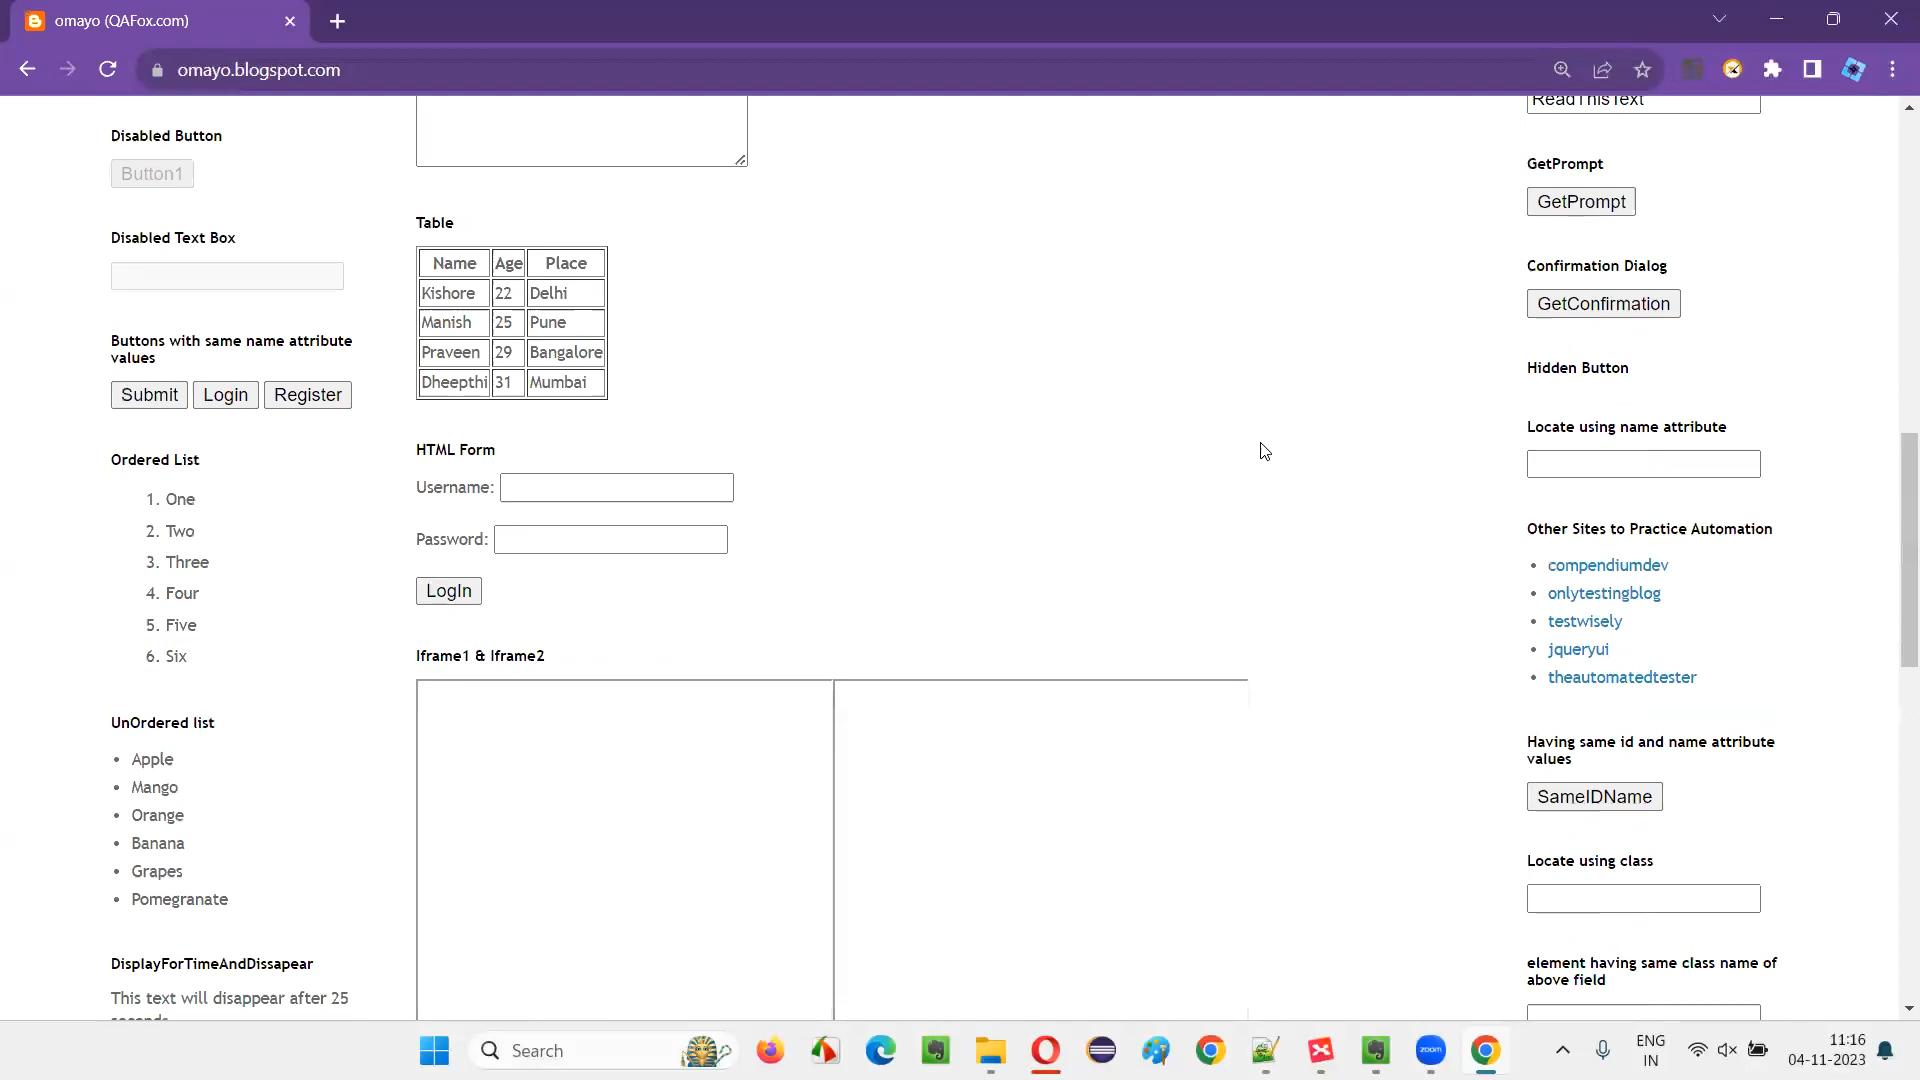 omayo (QAFox.com)
omayo.blogspot.com
Disabled Button
Button1
Disabled Text Box
Buttons with same name attribute
values
Submit Login Register
Ordered List
1. One
2. Two
3. Three
4. Four
5. Five
6. Six
UnOrdered list
• Apple
• Mango
• Orange
• Banana
• Grapes
• Pomegranate
DisplayForTimeAndDissapear
This text will disappear after 25
seconds
Table
Name Age Place
Kishore 22 Delhi
Manish 25 Pune
Praveen 29 Bangalore
Dheepthi 31 Mumbai
HTML Form
Username:
Password:
LogIn
Iframe1 & Iframe2
ReadThisText
GetPrompt
GetPrompt
Confirmation Dialog
GetConfirmation
Hidden Button
Locate using name attribute
Other Sites to Practice Automation
• compendiumdev
• onlytestingblog
• testwisely
• jqueryui
• theautomatedtester
Having same id and name attribute
values
SameIDName
Locate using class
element having same class name of
above field
Search
zoom
ENG
IN
11:16
04-11-2023